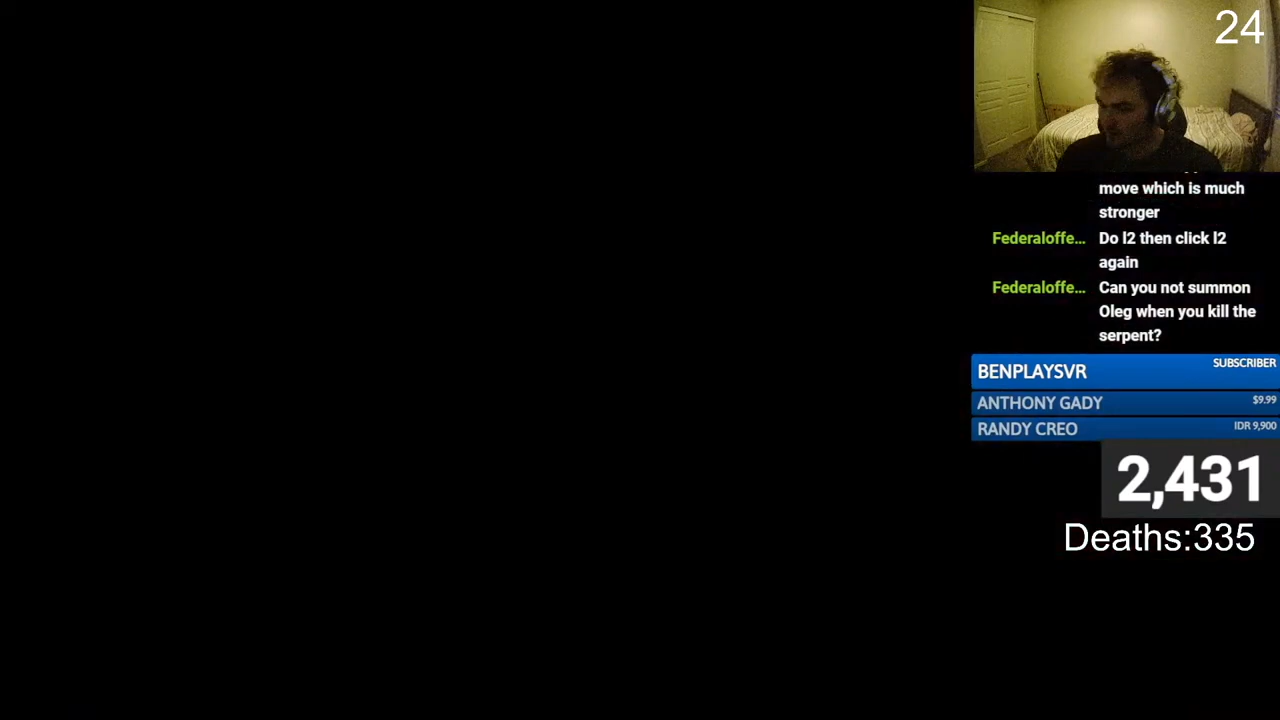 24
move which is much
stronger
Federaloffe... Do l2 then click l2
again
Federaloffe... Can you not summon
Oleg when you kill the
serpent?
BENPLAYSVR SUBSCRIBER
ANTHONY GADY $9.99
RANDY CREO IDR 9,900
2,431
Deaths:335